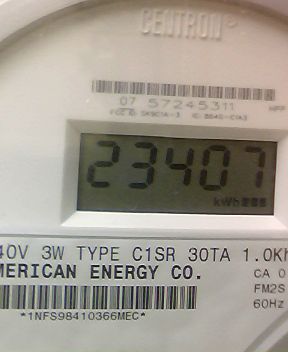 CENTRON
07 57245311
23407
kWh
40V 3W TYPE C1SR 30TA 1.0Kh
MERICAN ENERGY CO.
CA 0
FM2S
60Hz
*1NFS98410366MEC*